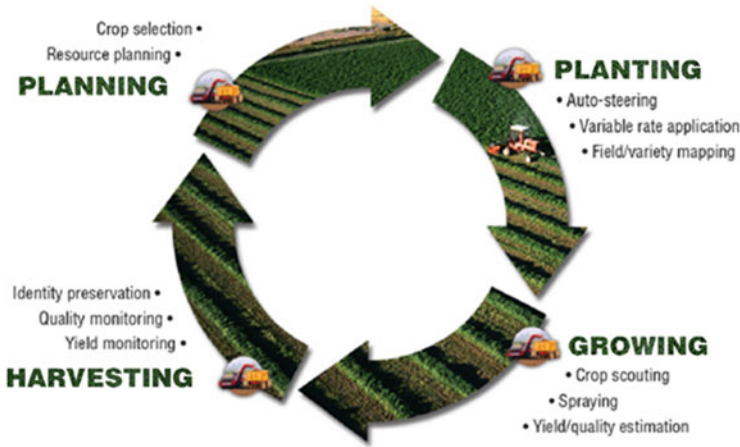 Crop selection •
Resource planning •
PLANNING
PLANTING
• Auto-steering
• Variable rate application
• Field/variety mapping
Identity preservation •
Quality monitoring •
Yield monitoring •
HARVESTING
GROWING
• Crop scouting
• Spraying
• Yield/quality estimation